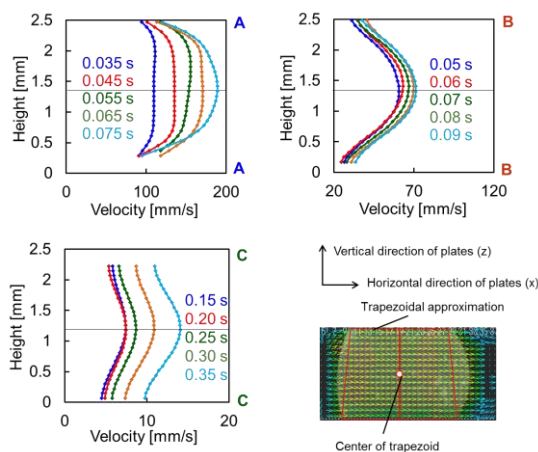 A
2.5
2
1.5
1
0.5
0
Height [mm]
0.035 s
0.045 s
0.055 s
0.065 s
0.075 s
A
0
100
200
Velocity [mm/s]
B
2.5
2
1.5
1
0.5
0
Height [mm]
0.05 s
0.06 s
0.07 s
0.08 s
0.09 s
B
20
70
120
Velocity [mm/s]
C
2.5
2
1.5
1
0.5
0
Height [mm]
0.15 s
0.20 s
0.25 s
0.30 s
0.35 s
C
0
10
20
Velocity [mm/s]
Vertical direction of plates (z)
Horizontal direction of plates (x)
Trapezoidal approximation
Center of trapezoid